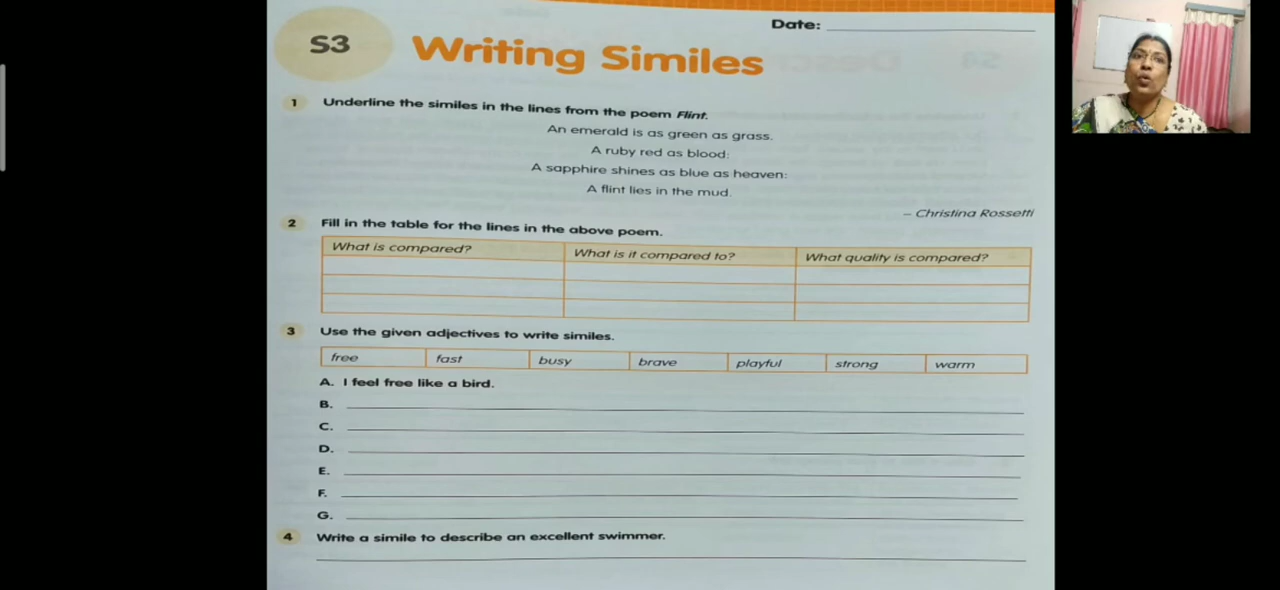 Date:
S3
Writing Similes
1 Underline the similes in the lines from the poem Flint.
An emerald is as green as grass.
A ruby red as blood:
A sapphire shines as blue as heaven:
A flint lies in the mud.
– Christina Rossetti
2 Fill in the table for the lines in the above poem.
What is compared? What is it compared to? What quality is compared?
3 Use the given adjectives to write similes.
free fast busy brave playful strong warm
A. I feel free like a bird.
B.
C.
D.
E.
F.
G.
4 Write a simile to describe an excellent swimmer.